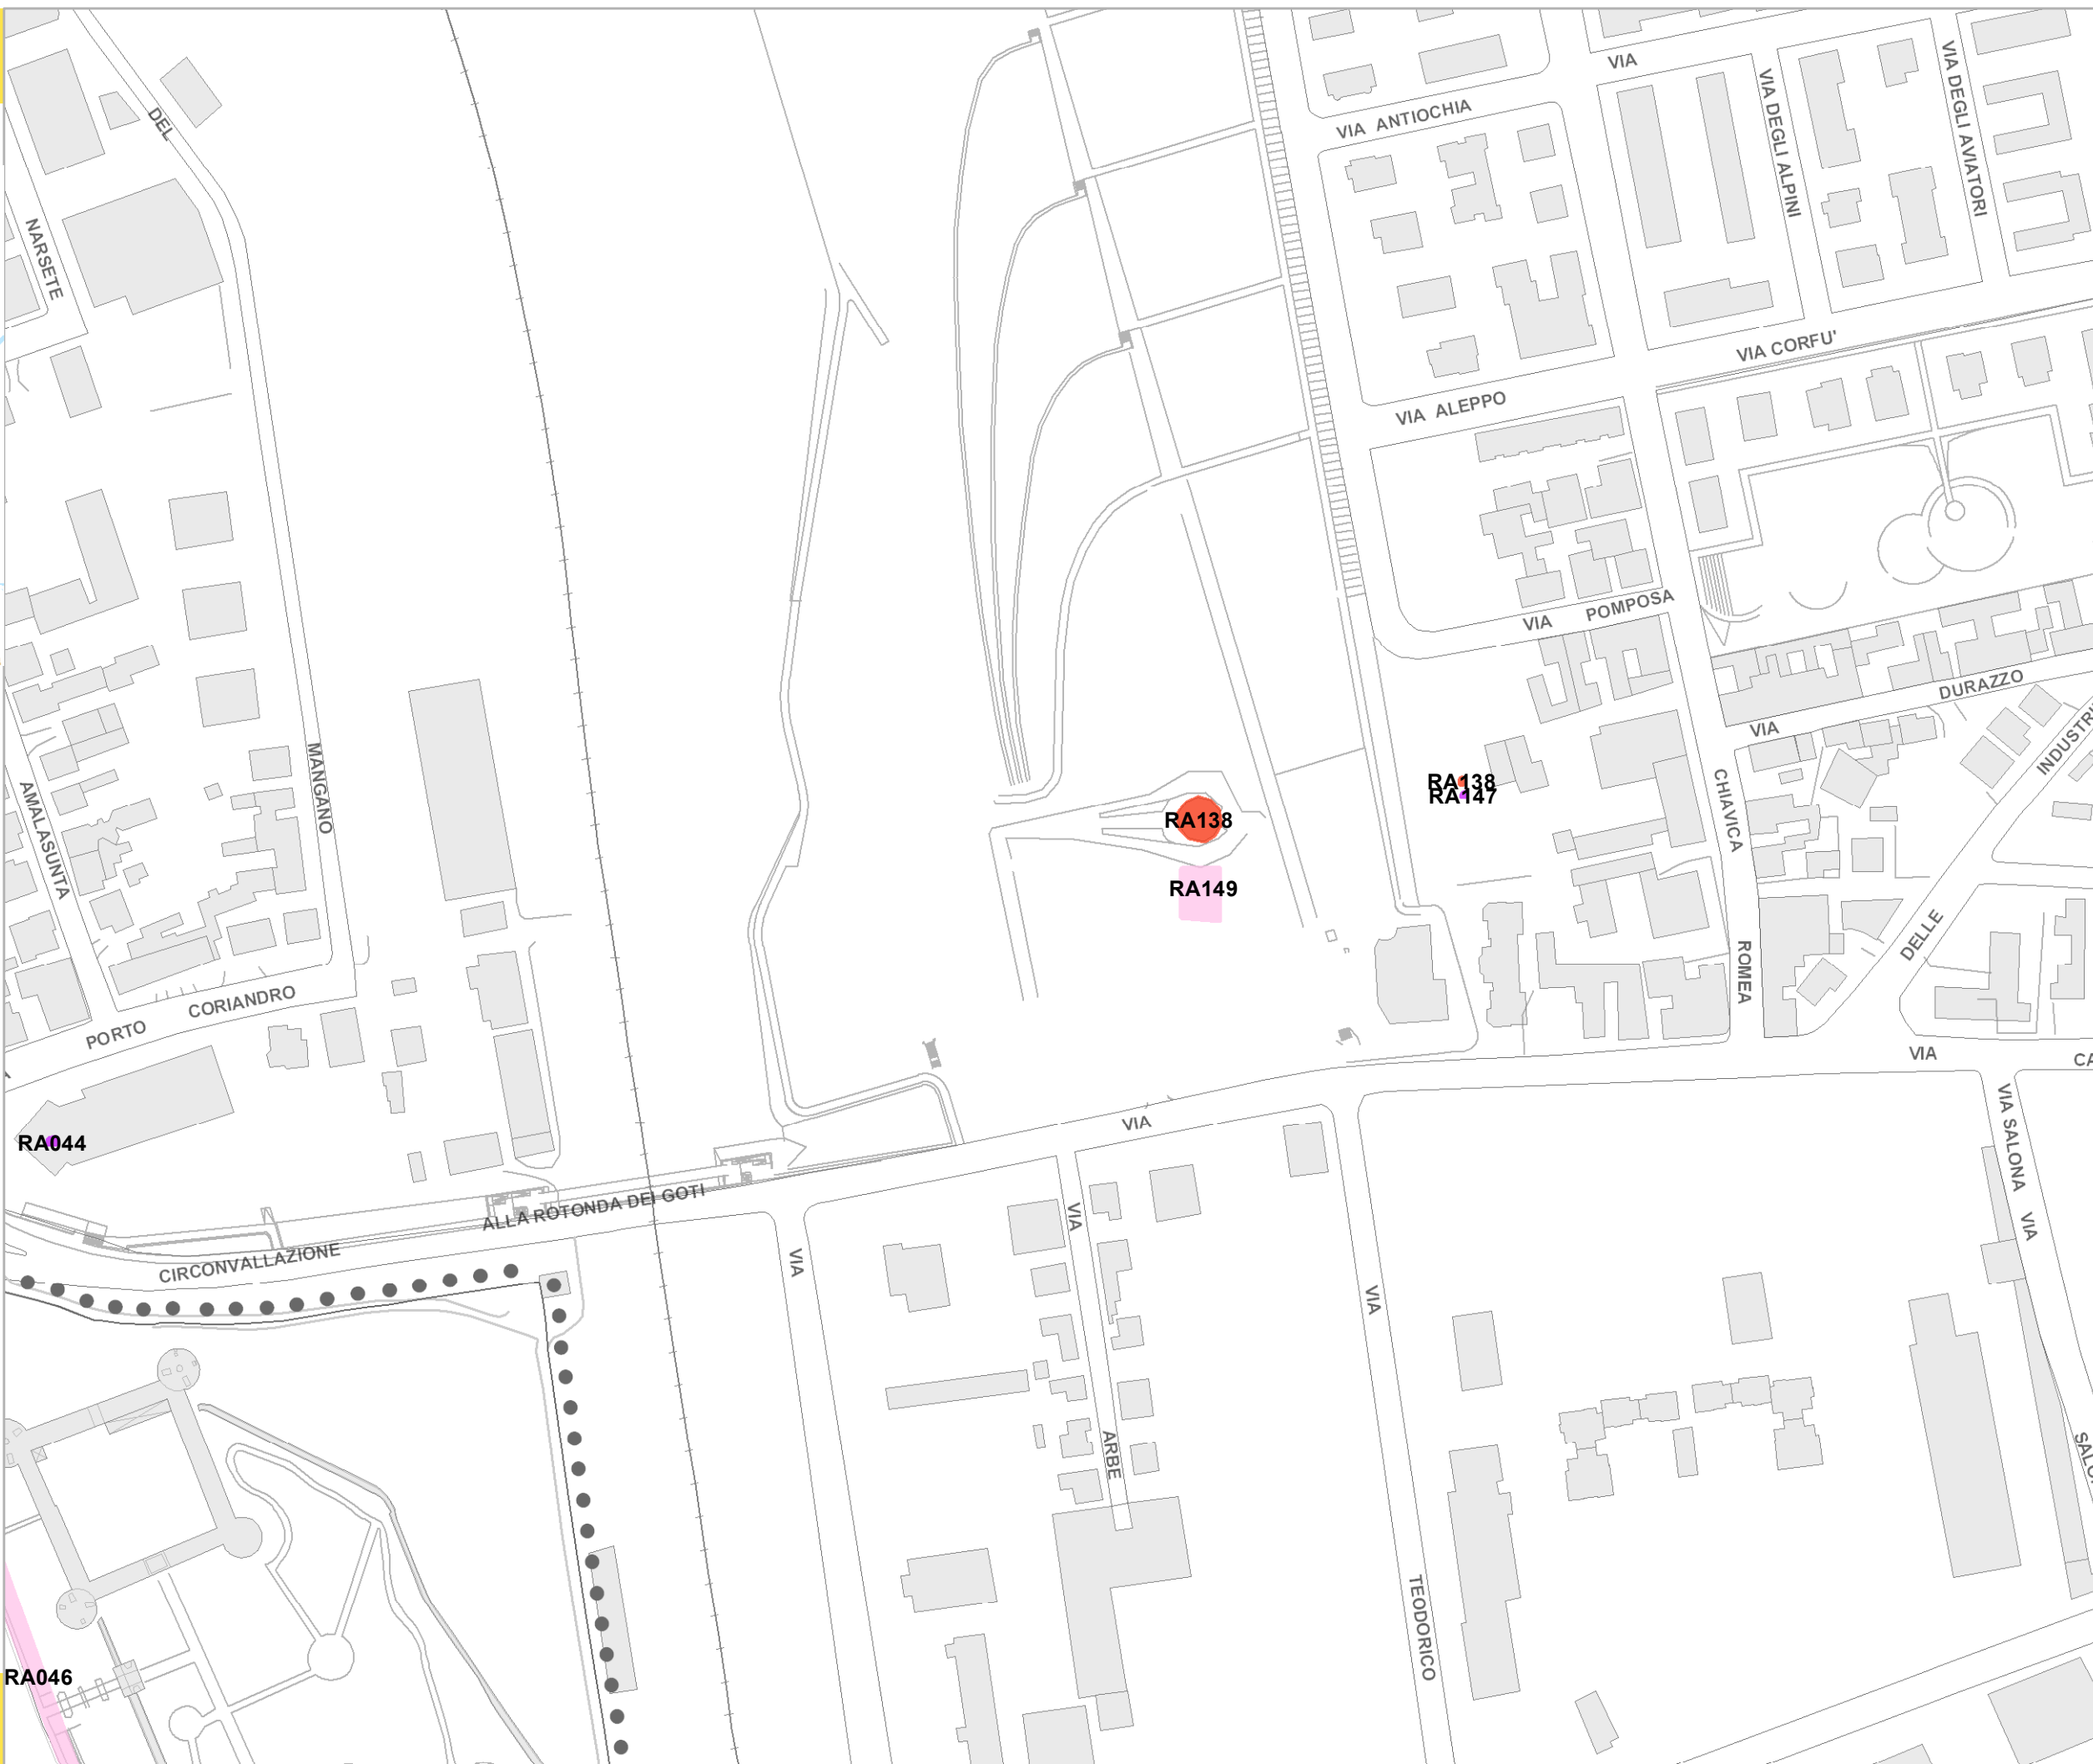 VIA
VIA DEGLI ALPINI
VIA DEGLI AVIATORI
DEL
VIA ANTIOCHIA
NARSETE
VIA CORFU'
VIA ALEPPO
VIA POMPOSA
VIA DURAZZO
INDUSTRI
MANGANO
AMALASUNTA
RA138
RA147
RA138
CHIAVICA
RA149
DELLE
ROMEA
PORTO CORIANDRO
VIA
CA
VIA
VIA SALONA
VIA
RA044
ALLA ROTONDA DEI GOTI
CIRCONVALLAZIONE
VIA
VIA
VIA
ARBE
TEODORICO
RA046